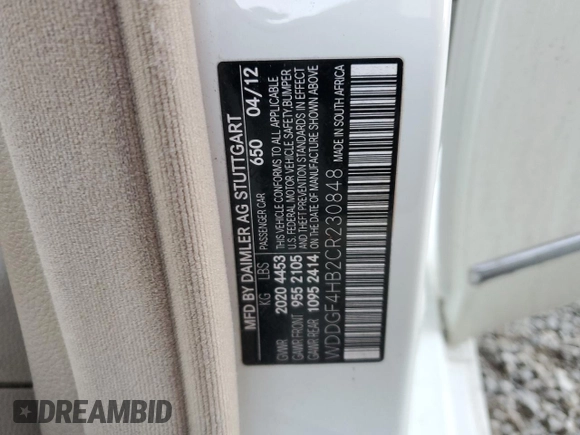 MFD BY DAIMLER AG STUTTGART
PASSENGER CAR 650 04/12
KG LBS
GVWR 2020 4453
GAWR FRONT 955 2105
GAWR REAR 1095 2414
THIS VEHICLE CONFORMS TO ALL APPLICABLE
U.S. FEDERAL MOTOR VEHICLE SAFETY, BUMPER
AND THEFT PREVENTION STANDARDS IN EFFECT
ON THE DATE OF MANUFACTURE SHOWN ABOVE
WDDGF4HB2CR230848 MADE IN SOUTH AFRICA
DREAMBID